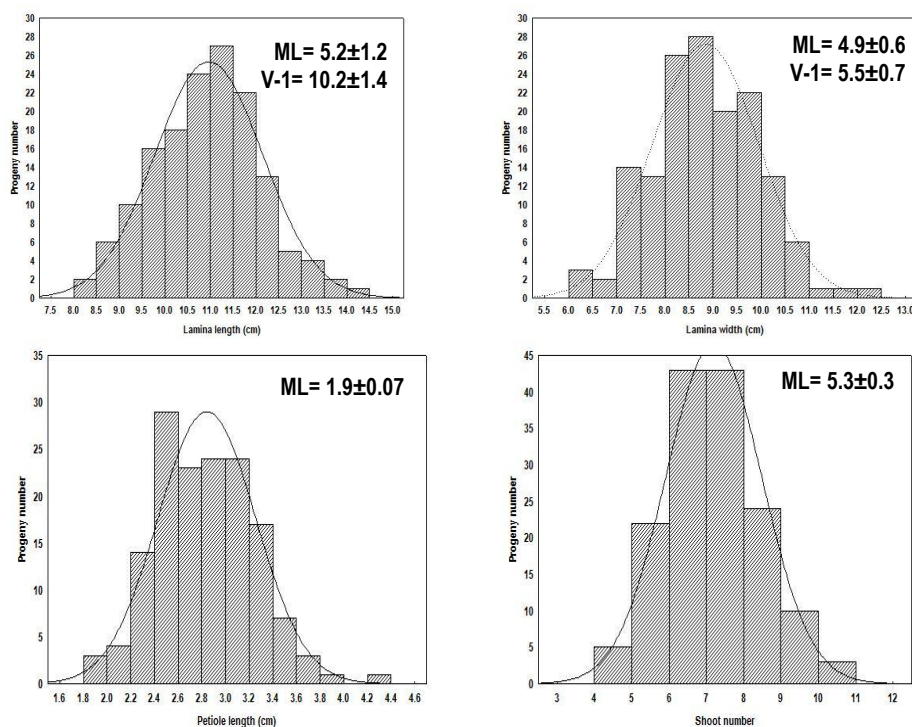 ML= 5.2±1.2
V-1= 10.2±1.4
Progeny number
30
28
26
24
22
20
18
16
14
12
10
8
6
4
2
0
7.5 8.0 8.5 9.0 9.5 10.0 10.5 11.0 11.5 12.0 12.5 13.0 13.5 14.0 14.5 15.0
Lamina length (cm)
ML= 4.9±0.6
V-1= 5.5±0.7
Progeny number
30
28
26
24
22
20
18
16
14
12
10
8
6
4
2
0
5.5 6.0 6.5 7.0 7.5 8.0 8.5 9.0 9.5 10.0 10.5 11.0 11.5 12.0 12.5 13.0
Lamina width (cm)
ML= 1.9±0.07
Progeny number
35
30
25
20
15
10
5
0
1.6 1.8 2.0 2.2 2.4 2.6 2.8 3.0 3.2 3.4 3.6 3.8 4.0 4.2 4.4 4.6
Petiole length (cm)
ML= 5.3±0.3
Progeny number
45
40
35
30
25
20
15
10
5
0
3 4 5 6 7 8 9 10 11 12
Shoot number